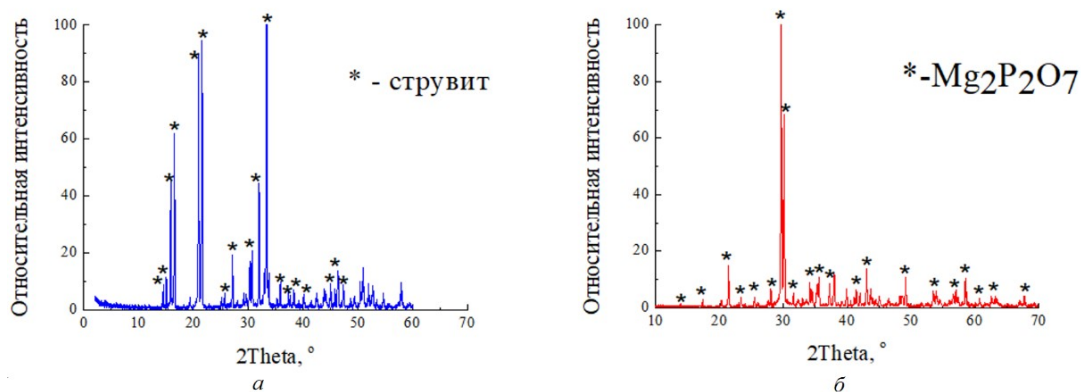 Относительная интенсивность
100
80
60
40
20
0
0 10 20 30 40 50 60 70
2Theta, °
* - струвит
а
Относительная интенсивность
100
80
60
40
20
0
10 20 30 40 50 60 70
2Theta, °
*-Mg2P2O7
б